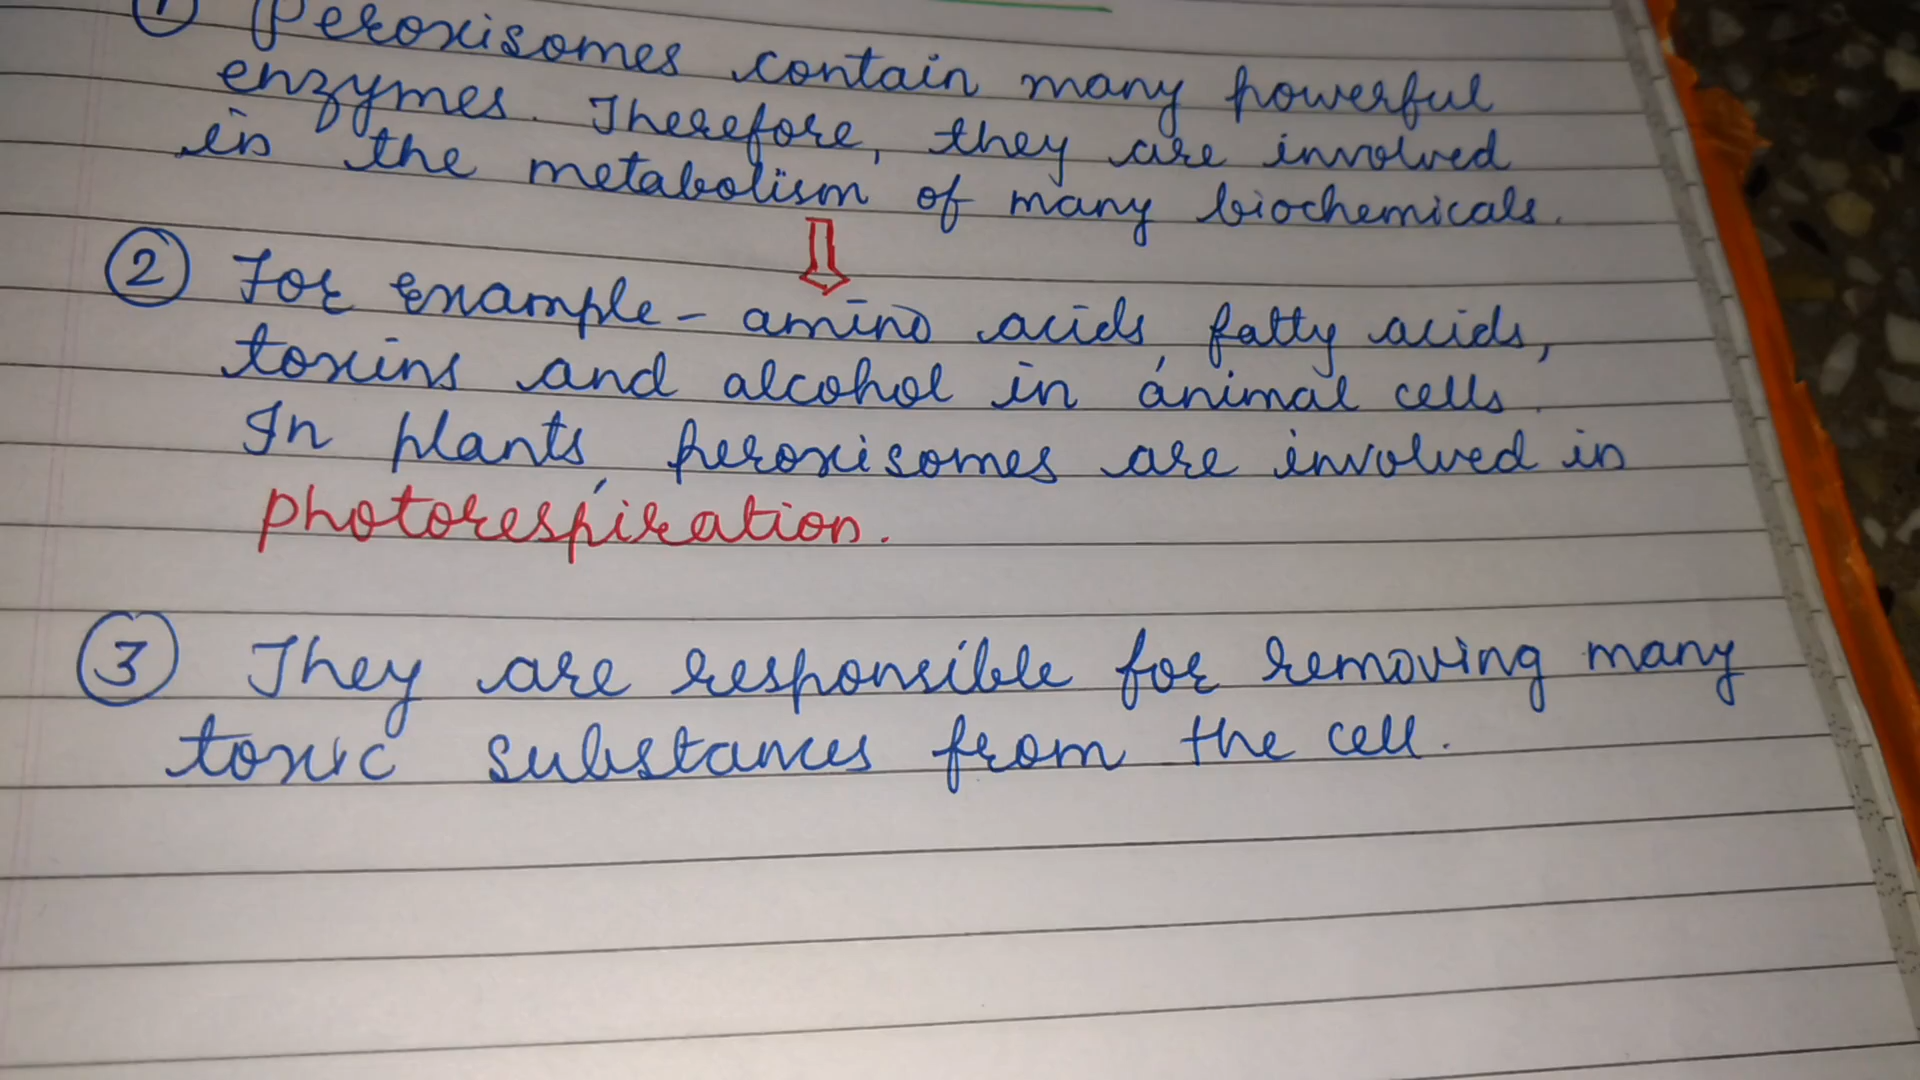 ① Peroxisomes contain many powerful
enzymes. Therefore, they are involved
in the metabolism of many biochemicals.
② For example - amino acids, fatty acids,
toxins and alcohol in animal cells.
In plants, peroxisomes are involved in
photorespiration.
③ They are responsible for removing many
toxic substances from the cell.